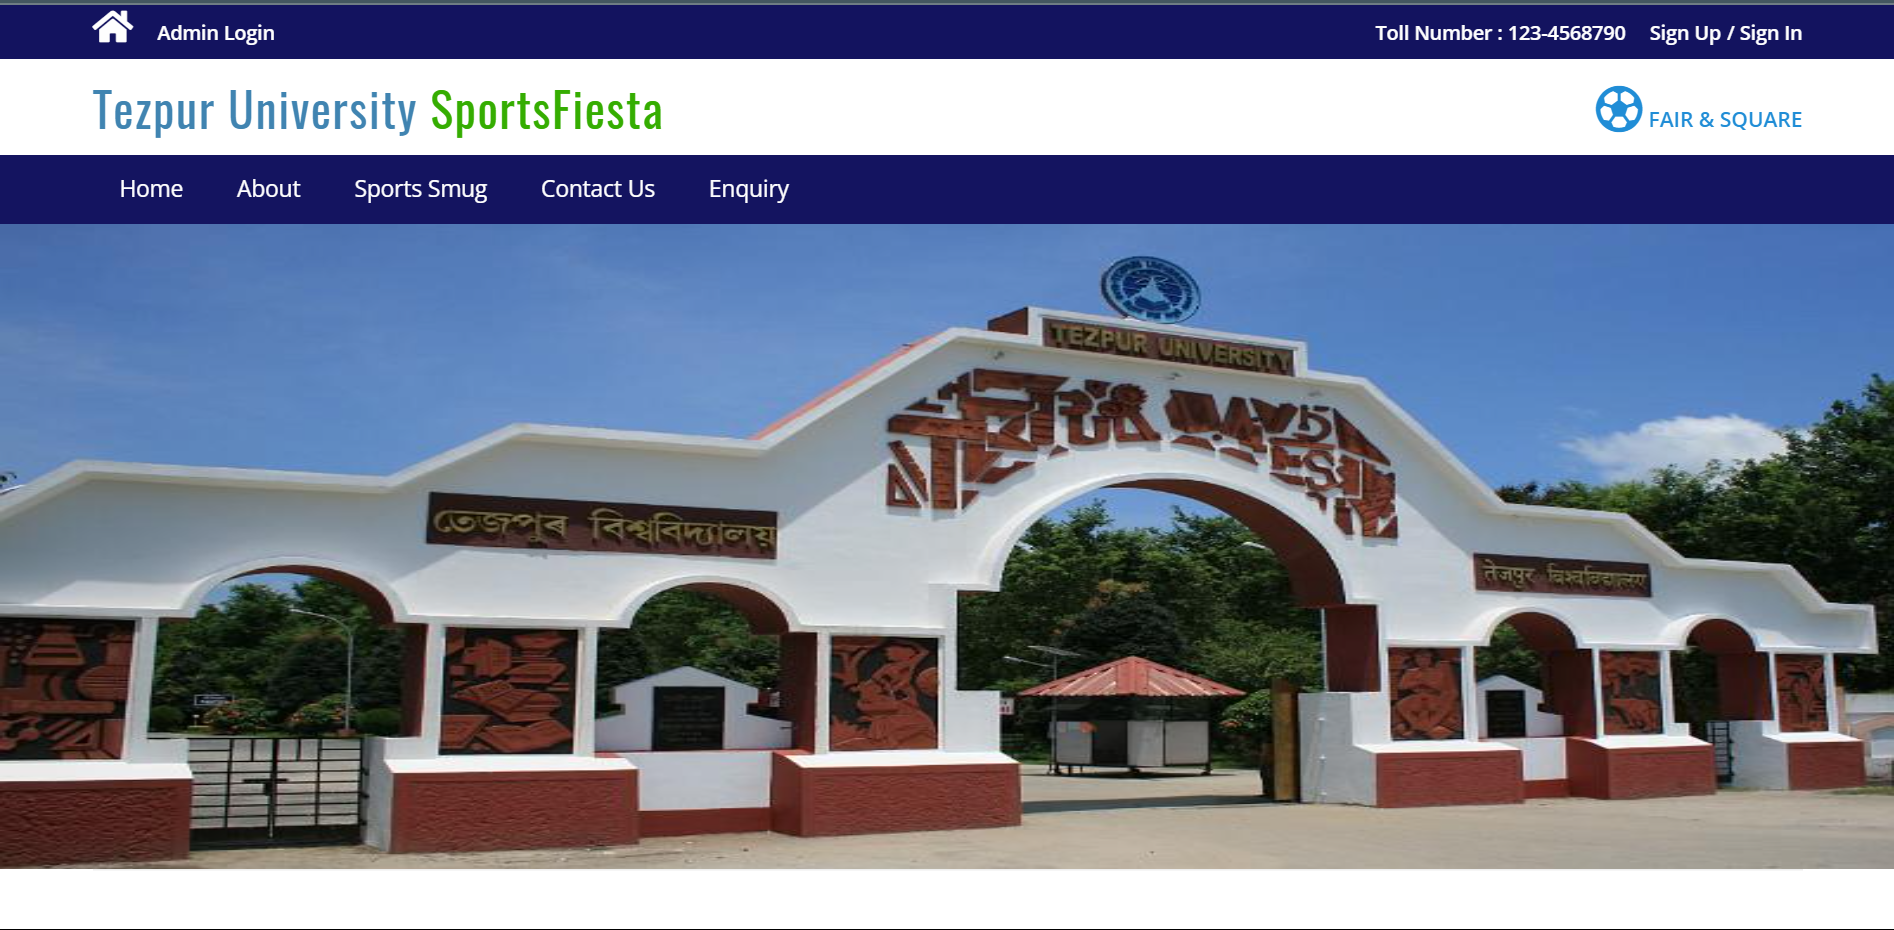 Admin Login
Toll Number : 123-4568790
Sign Up / Sign In
Tezpur University SportsFiesta
FAIR & SQUARE
Home
About
Sports Smug
Contact Us
Enquiry
TEZPUR UNIVERSITY
তেজপুৰ বিশ্ববিদ্যালয়
तेजपुर विश्वविद्यालय